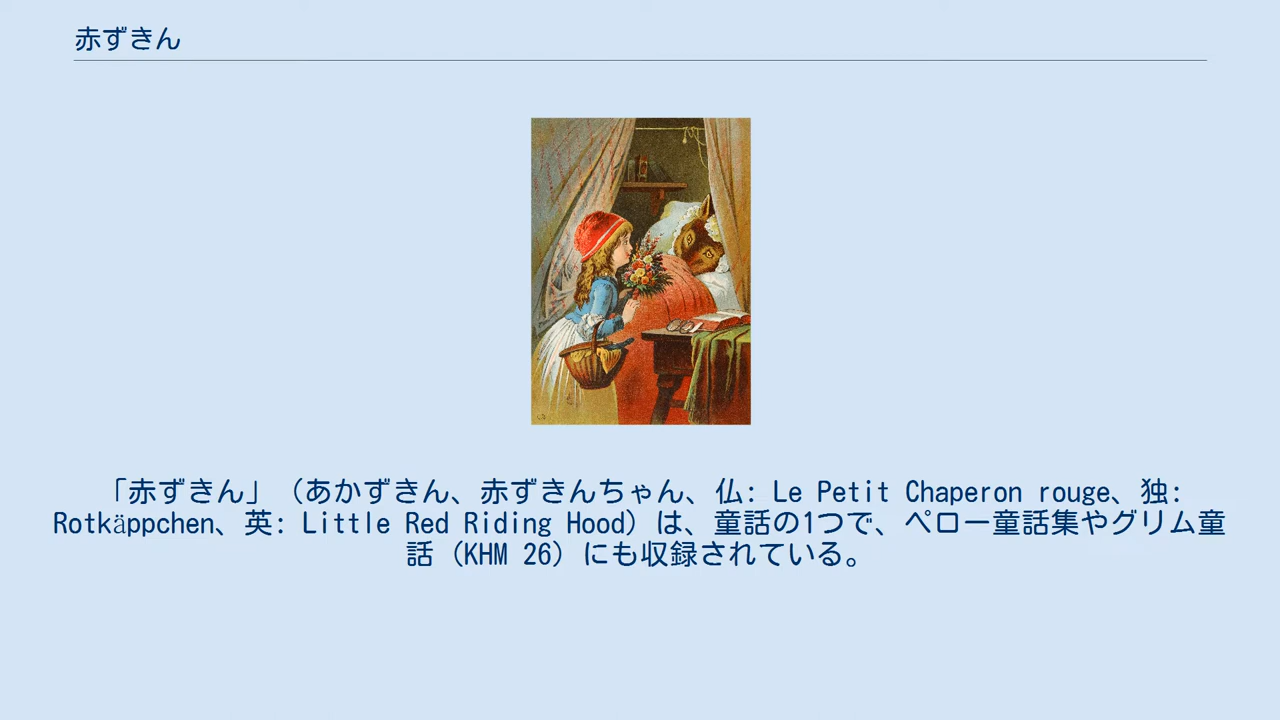 赤ずきん
「赤ずきん」（あかずきん、赤ずきんちゃん、仏: Le Petit Chaperon rouge、独:
Rotkäppchen、英: Little Red Riding Hood）は、童話の1つで、ペロー童話集やグリム童
話（KHM 26）にも収録されている。